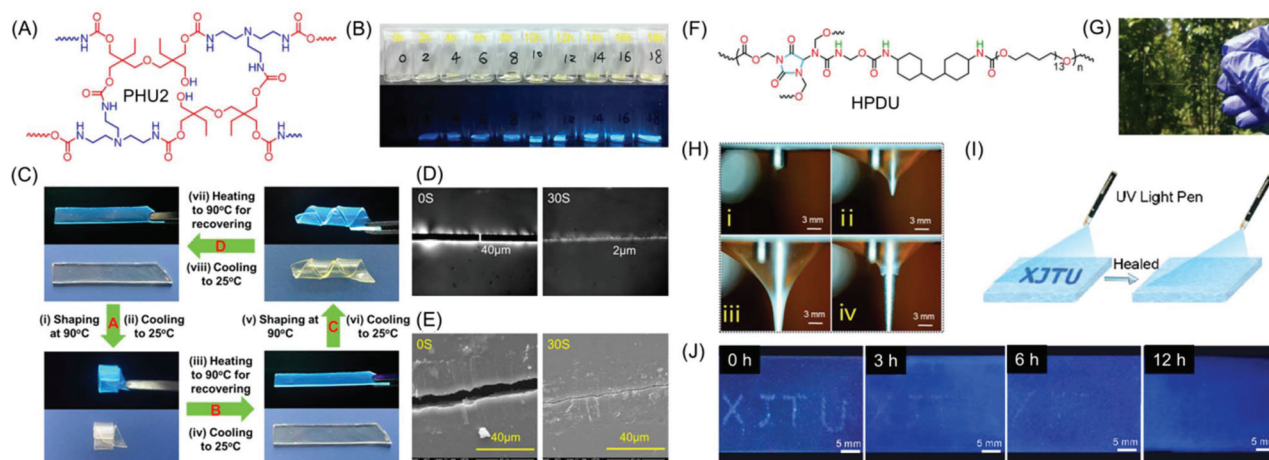 (A)
PHU2
(B)
0 2 4 6 8 10 12 14 16 18
(C)
(vii) Heating
to 90°C for
recovering
D
(viii) Cooling
to 25°C
(i) Shaping
at 90°C
A
(ii) Cooling
to 25°C
(v) Shaping at
90°C
C
(vi) Cooling
to 25°C
(iii) Heating
to 90°C for
recovering
B
(iv) Cooling
to 25°C
(D)
0S
40μm
30S
2μm
(E)
0S
40μm
30S
40μm
(F)
HPDU
13
n
(G)
(H)
i
3 mm
ii
3 mm
iii
3 mm
iv
3 mm
(I)
UV Light Pen
XJTU
Healed
(J)
0 h
XJTU
5 mm
3 h
5 mm
6 h
5 mm
12 h
5 mm